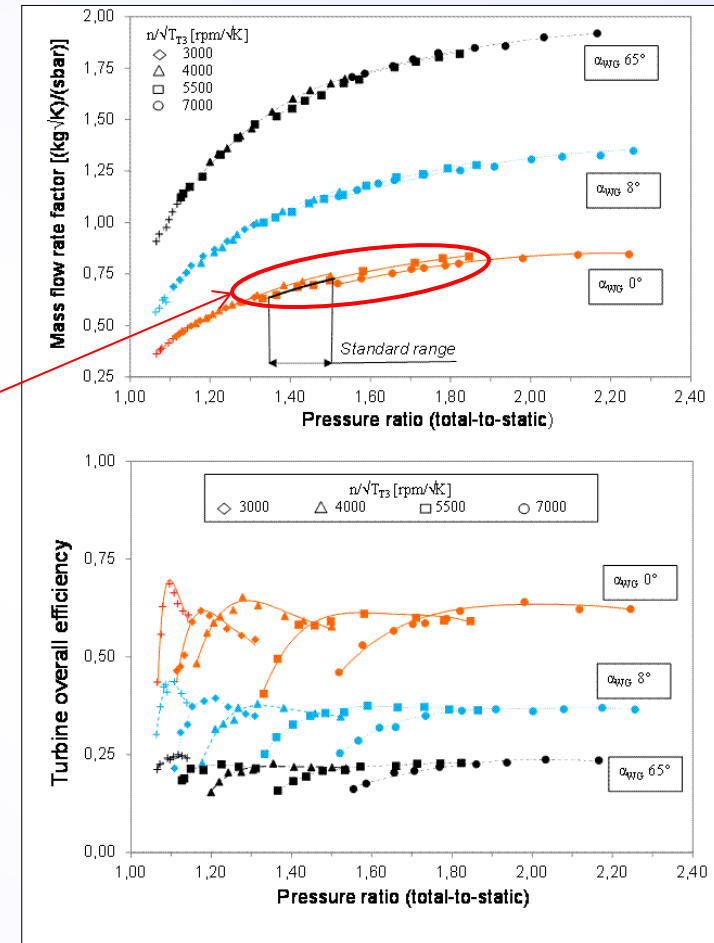 2,00
1,75
1,50
1,25
1,00
0,75
0,50
0,25
Mass flow rate factor [(kg√K)/(sbar)]
n/√T_T3 [rpm/√K]
3000
4000
5500
7000
α_WG 65°
α_WG 8°
α_WG 0°
Standard range
1,00 1,20 1,40 1,60 1,80 2,00 2,20 2,40
Pressure ratio (total-to-static)
1,00
0,75
0,50
0,25
0,00
Turbine overall efficiency
n/√T_T3 [rpm/√K]
3000 4000 5500 7000
α_WG 0°
α_WG 8°
α_WG 65°
1,00 1,20 1,40 1,60 1,80 2,00 2,20 2,40
Pressure ratio (total-to-static)